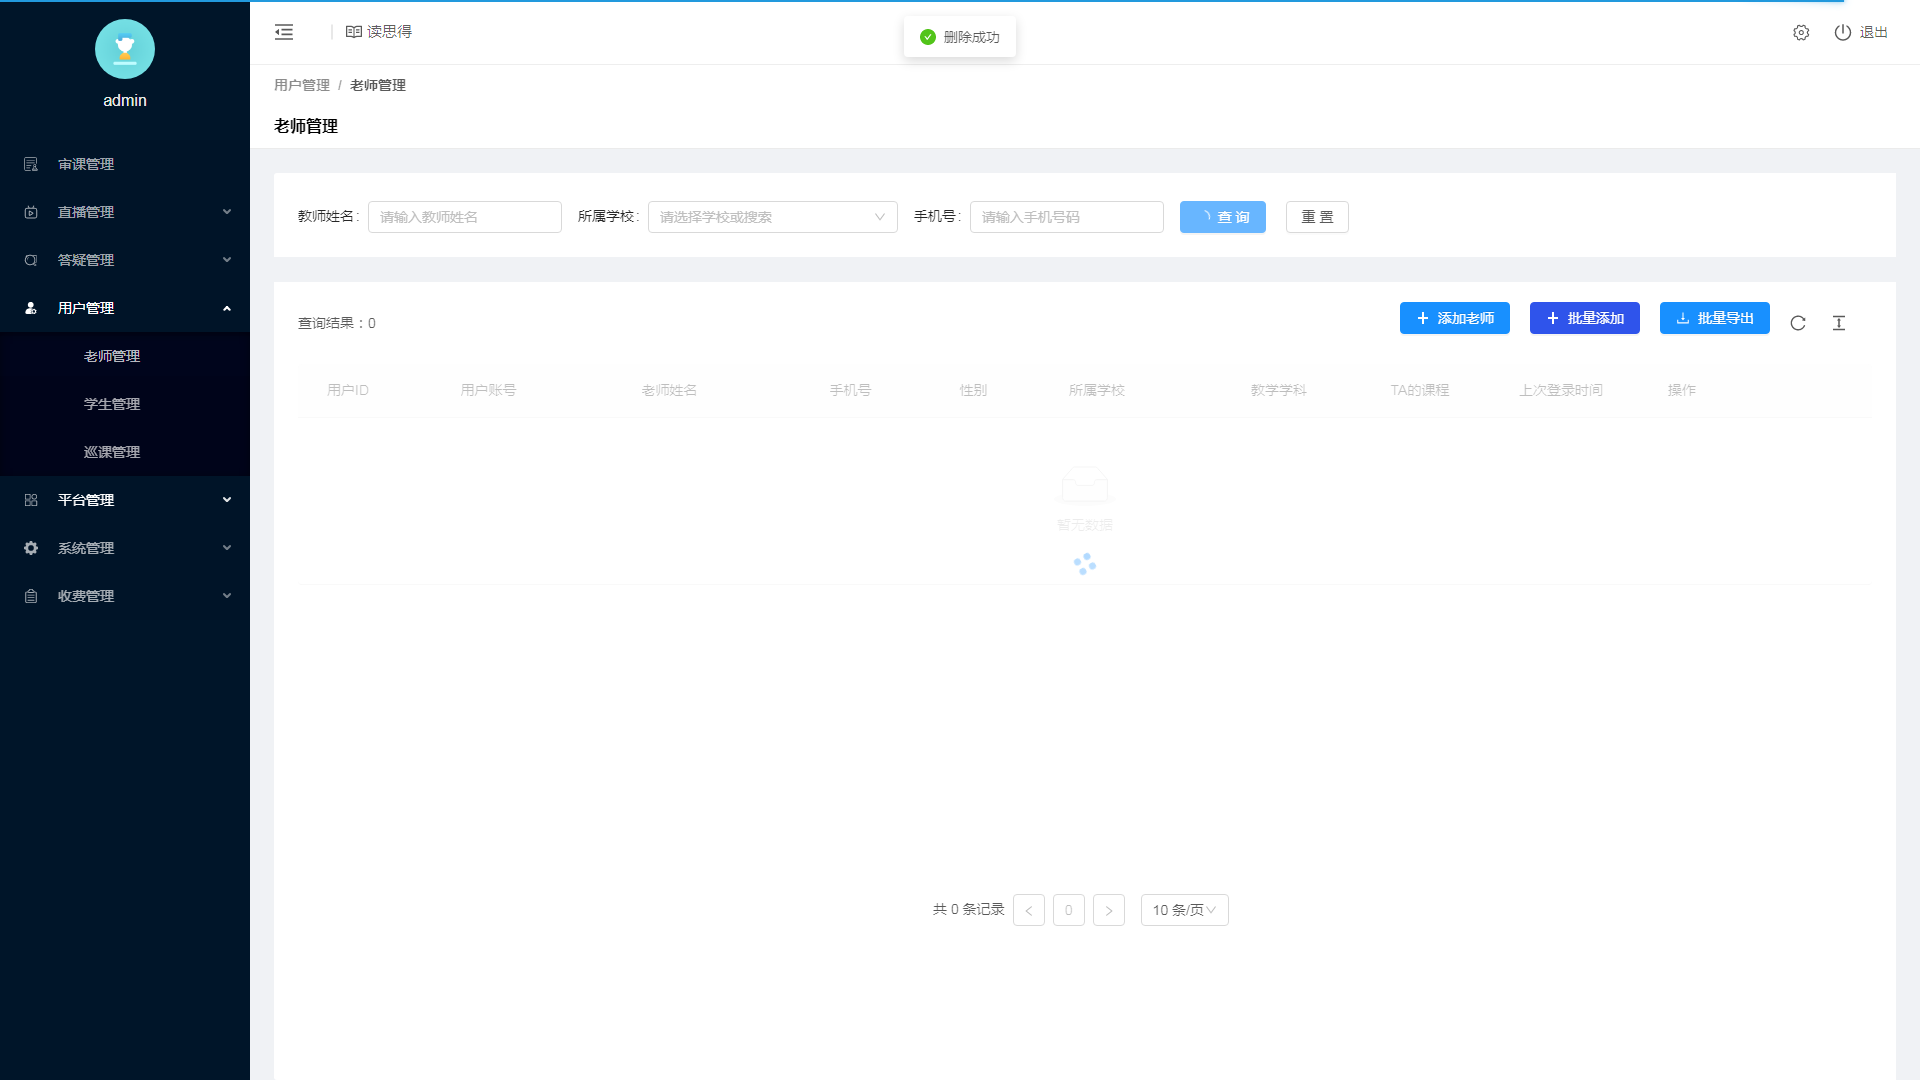 admin
审课管理
直播管理
答疑管理
用户管理
老师管理
学生管理
巡课管理
平台管理
系统管理
收费管理
读思得
删除成功
退出
用户管理 / 老师管理
老师管理
教师姓名: 请输入教师姓名 所属学校: 请选择学校或搜索 手机号: 请输入手机号码 查 询 重 置
查询结果：0
添加老师 批量添加 批量导出
用户ID 用户账号 老师姓名 手机号 性别 所属学校 教学学科 TA的课程 上次登录时间 操作
暂无数据
共 0 条记录 < 0 > 10 条/页